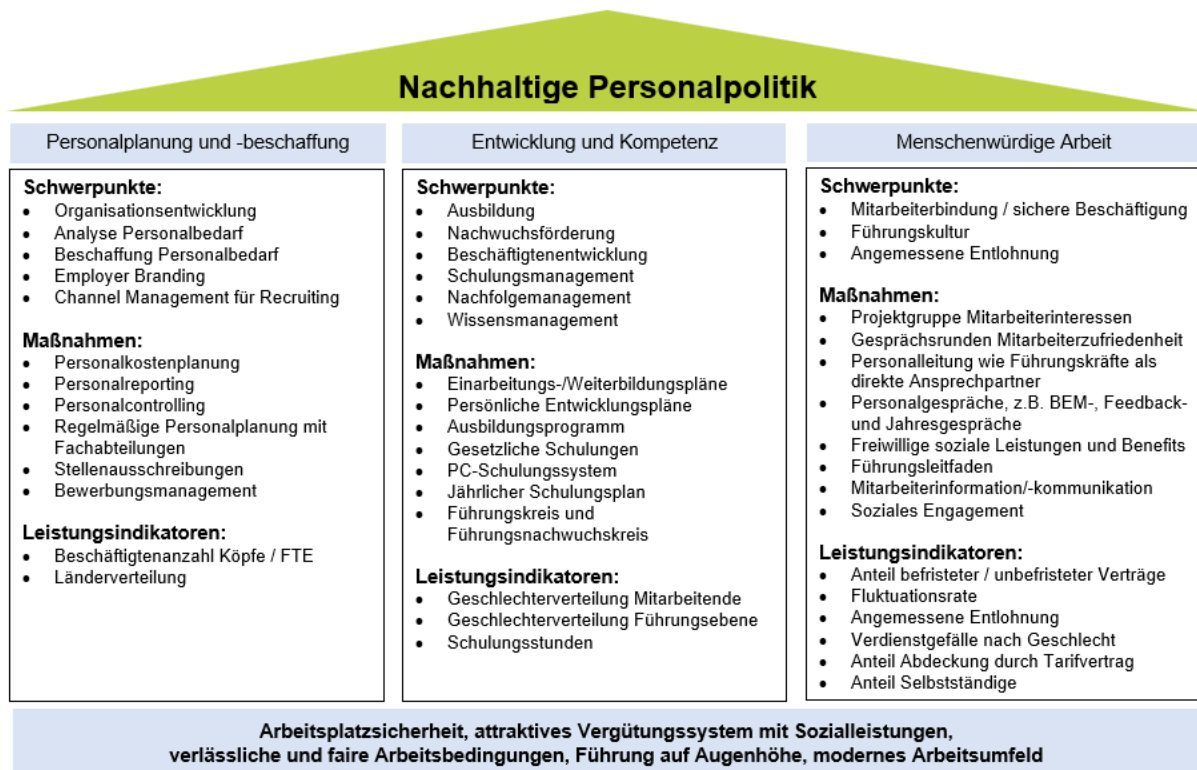 Nachhaltige Personalpolitik
Personalplanung und -beschaffung
Schwerpunkte:
• Organisationsentwicklung
• Analyse Personalbedarf
• Beschaffung Personalbedarf
• Employer Branding
• Channel Management für Recruiting
Maßnahmen:
• Personalkostenplanung
• Personalreporting
• Personalcontrolling
• Regelmäßige Personalplanung mit
Fachabteilungen
• Stellenausschreibungen
• Bewerbungsmanagement
Leistungsindikatoren:
• Beschäftigtenanzahl Köpfe / FTE
• Länderverteilung
Entwicklung und Kompetenz
Schwerpunkte:
• Ausbildung
• Nachwuchsförderung
• Beschäftigtenentwicklung
• Schulungsmanagement
• Nachfolgemanagement
• Wissensmanagement
Maßnahmen:
• Einarbeitungs-/Weiterbildungspläne
• Persönliche Entwicklungspläne
• Ausbildungsprogramm
• Gesetzliche Schulungen
• PC-Schulungssystem
• Jährlicher Schulungsplan
• Führungskreis und
Führungsnachwuchskreis
Leistungsindikatoren:
• Geschlechterverteilung Mitarbeitende
• Geschlechterverteilung Führungsebene
• Schulungsstunden
Menschenwürdige Arbeit
Schwerpunkte:
• Mitarbeiterbindung / sichere Beschäftigung
• Führungskultur
• Angemessene Entlohnung
Maßnahmen:
• Projektgruppe Mitarbeiterinteressen
• Gesprächsrunden Mitarbeiterzufriedenheit
• Personalleitung wie Führungskräfte als
direkte Ansprechpartner
• Personalgespräche, z.B. BEM-, Feedback-
und Jahresgespräche
• Freiwillige soziale Leistungen und Benefits
• Führungsleitfaden
• Mitarbeiterinformation/-kommunikation
• Soziales Engagement
Leistungsindikatoren:
• Anteil befristeter / unbefristeter Verträge
• Fluktuationsrate
• Angemessene Entlohnung
• Verdienstgefälle nach Geschlecht
• Anteil Abdeckung durch Tarifvertrag
• Anteil Selbstständige
Arbeitsplatzsicherheit, attraktives Vergütungssystem mit Sozialleistungen,
verlässliche und faire Arbeitsbedingungen, Führung auf Augenhöhe, modernes Arbeitsumfeld